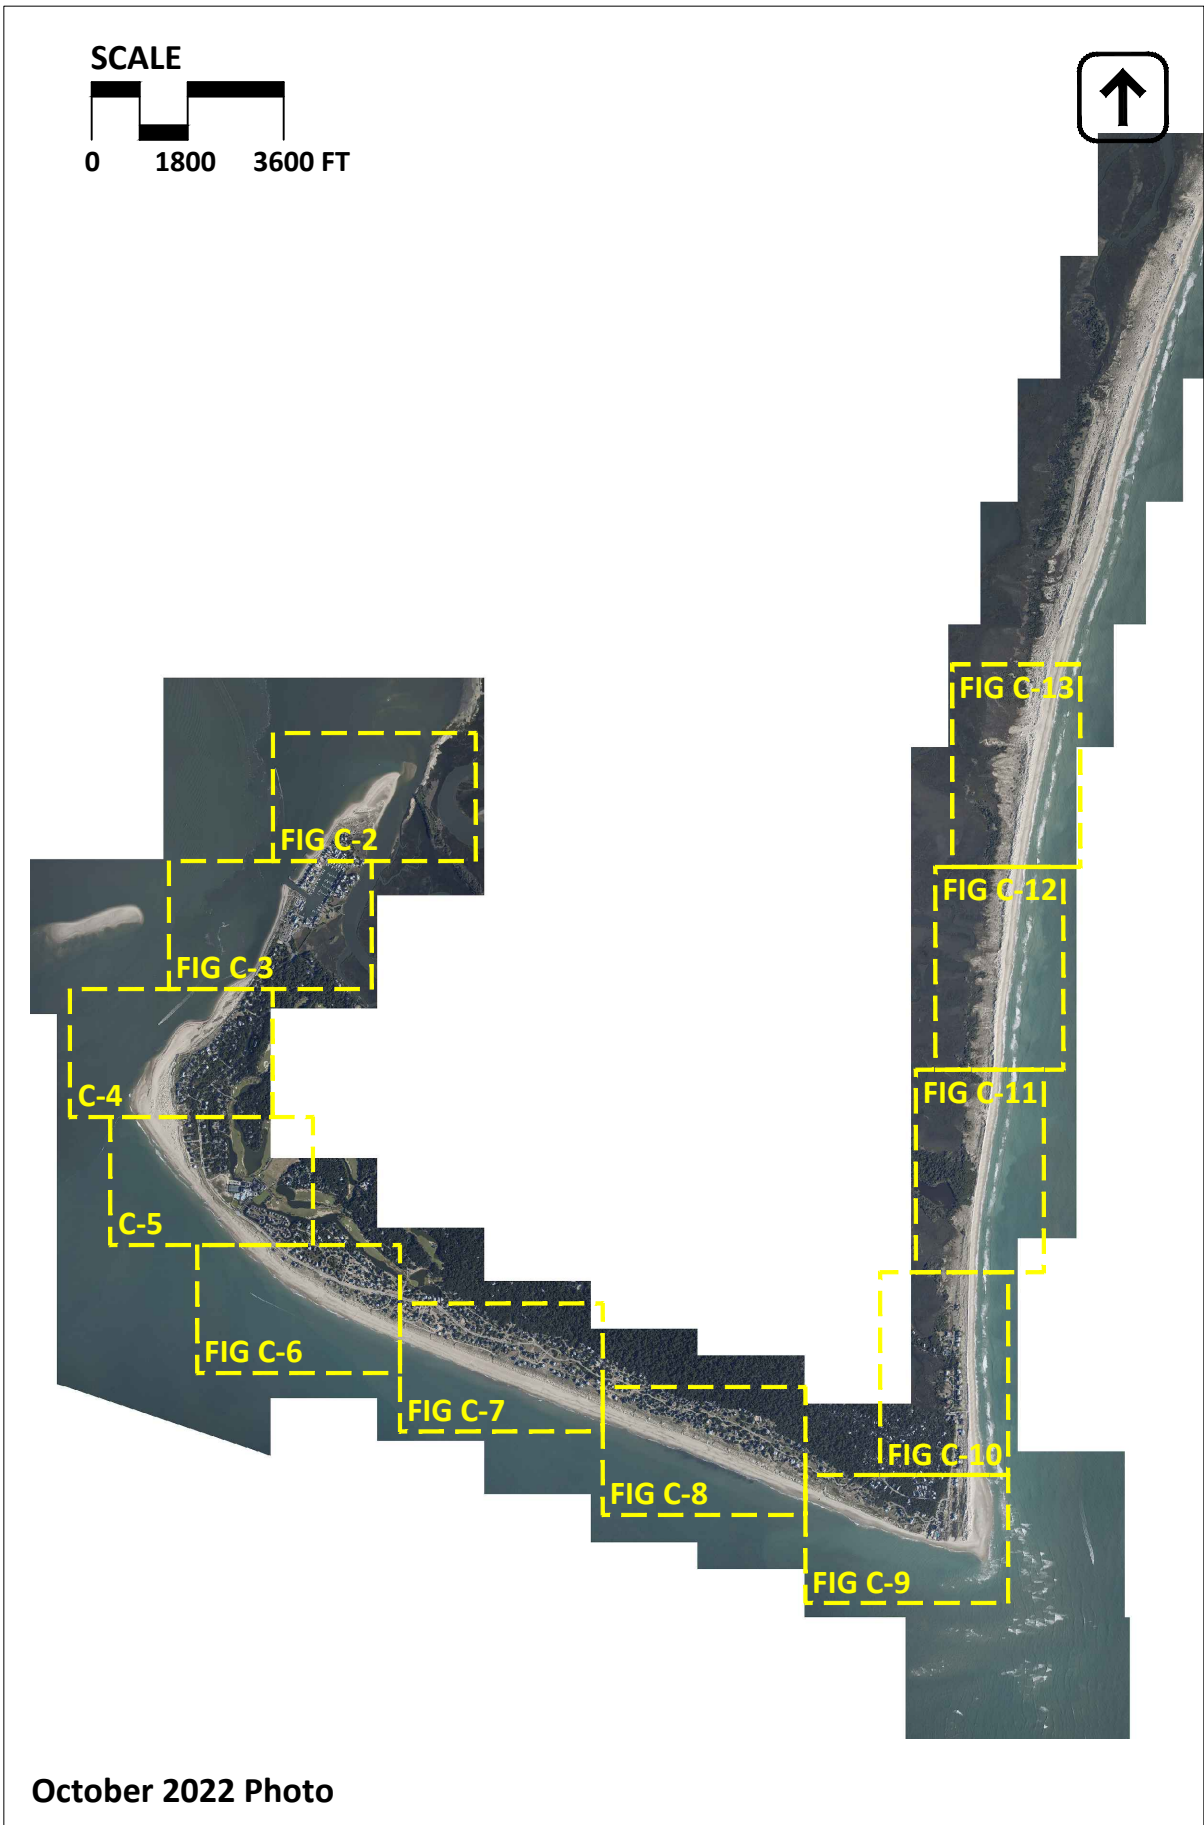 SCALE
0 1800 3600 FT
FIG C-13
FIG C-2
FIG C-12
FIG C-3
FIG C-11
C-4
C-5
FIG C-6
FIG C-7
FIG C-10
FIG C-8
FIG C-9
October 2022 Photo